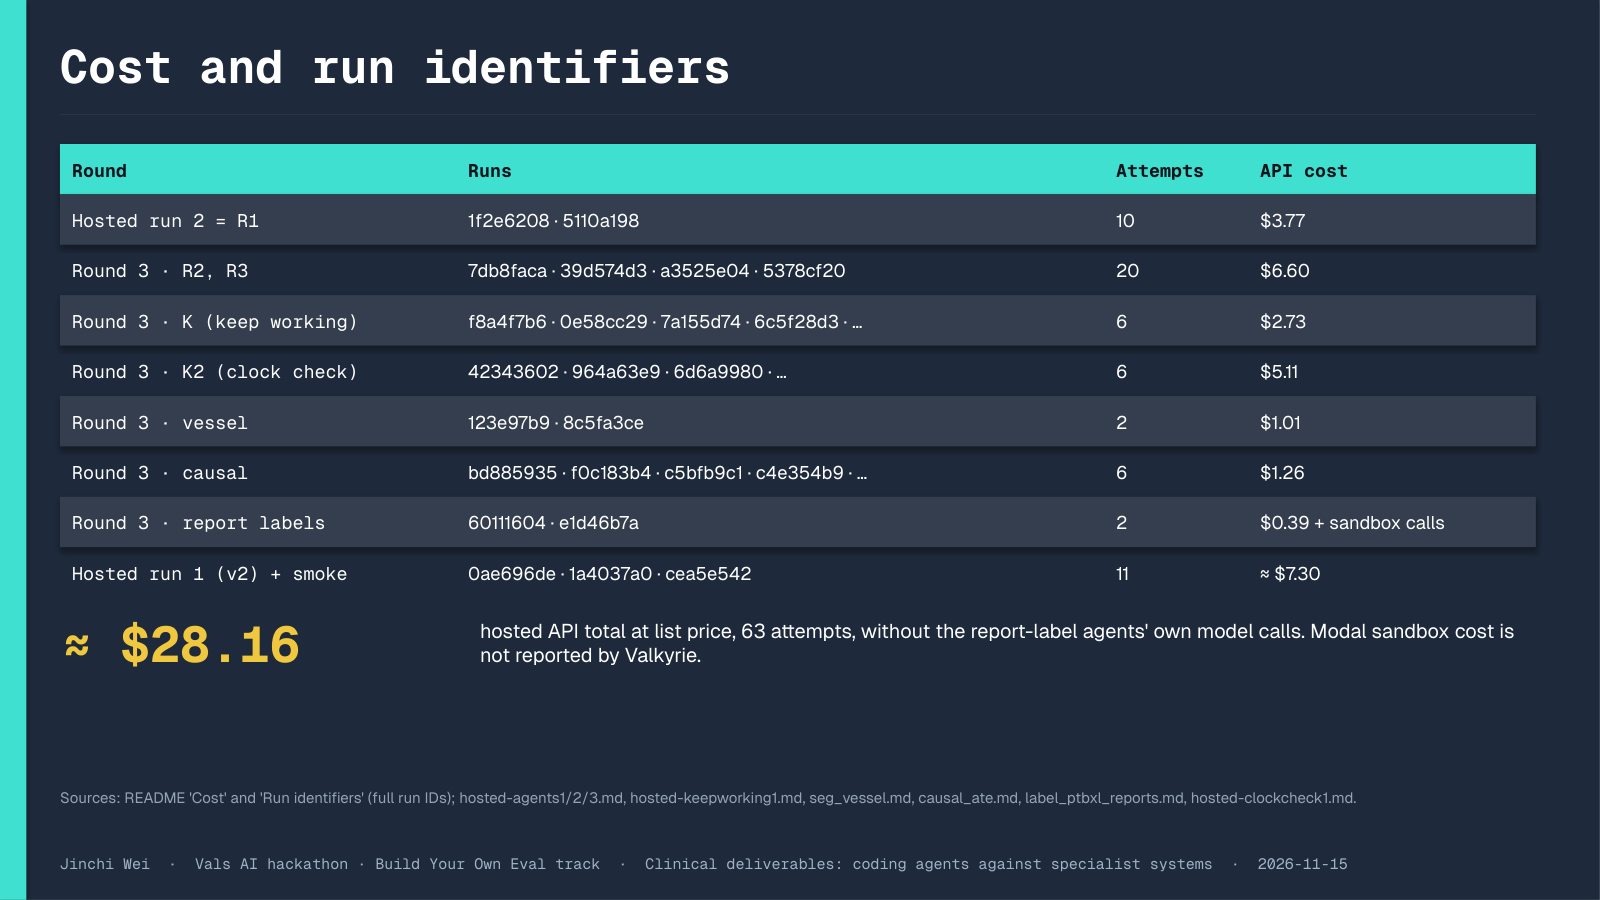 Cost and run identifiers
Round Runs Attempts API cost
Hosted run 2 = R1 1f2e6208 · 5110a198 10 $3.77
Round 3 · R2, R3 7db8faca · 39d574d3 · a3525e04 · 5378cf20 20 $6.60
Round 3 · K (keep working) f8a4f7b6 · 0e58cc29 · 7a155d74 · 6c5f28d3 · … 6 $2.73
Round 3 · K2 (clock check) 42343602 · 964a63e9 · 6d6a9980 · … 6 $5.11
Round 3 · vessel 123e97b9 · 8c5fa3ce 2 $1.01
Round 3 · causal bd885935 · f0c183b4 · c5bfb9c1 · c4e354b9 · … 6 $1.26
Round 3 · report labels 60111604 · e1d46b7a 2 $0.39 + sandbox calls
Hosted run 1 (v2) + smoke 0ae696de · 1a4037a0 · cea5e542 11 ≈ $7.30
≈ $28.16
hosted API total at list price, 63 attempts, without the report-label agents' own model calls. Modal sandbox cost is
not reported by Valkyrie.
Sources: README 'Cost' and 'Run identifiers' (full run IDs); hosted-agents1/2/3.md, hosted-keepworking1.md, seg_vessel.md, causal_ate.md, label_ptbxl_reports.md, hosted-clockcheck1.md.
Jinchi Wei · Vals AI hackathon · Build Your Own Eval track · Clinical deliverables: coding agents against specialist systems · 2026-11-15